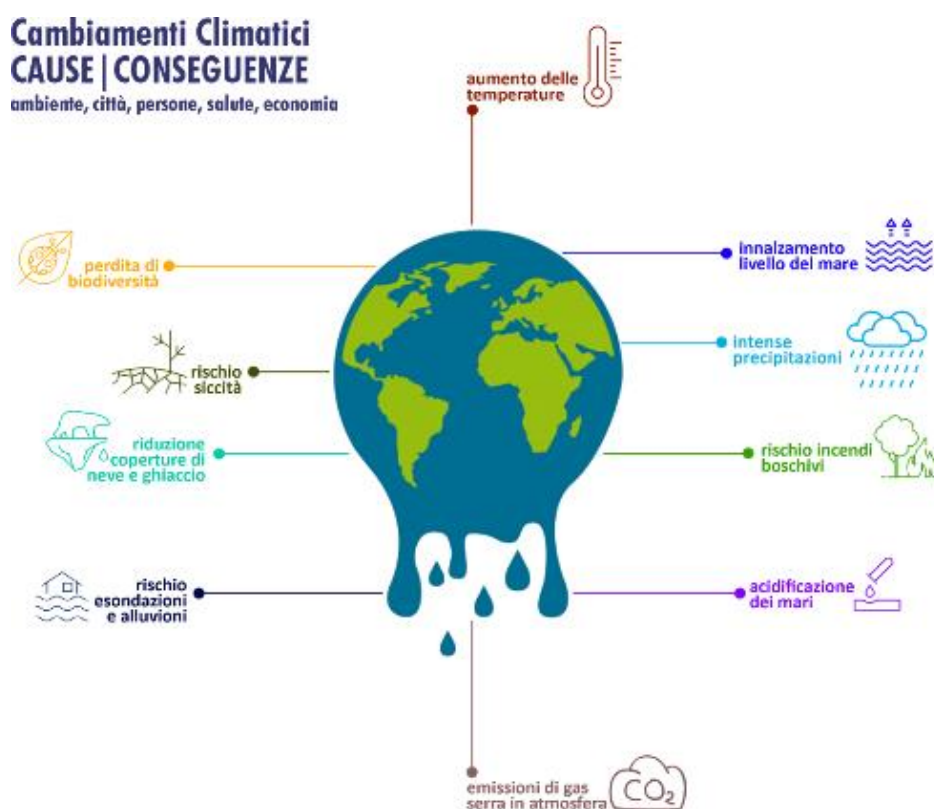 Cambiamenti Climatici
CAUSE|CONSEGUENZE
ambiente, città, persone, salute, economia
aumento delle
temperature
perdita di
biodiversità
innalzamento
livello del mare
rischio
siccità
intense
precipitazioni
riduzione
coperture di
neve e ghiaccio
rischio incendi
boschivi
rischio
esondazioni
e alluvioni
acidificazione
dei mari
emissioni di gas
serra in atmosfera
CO₂